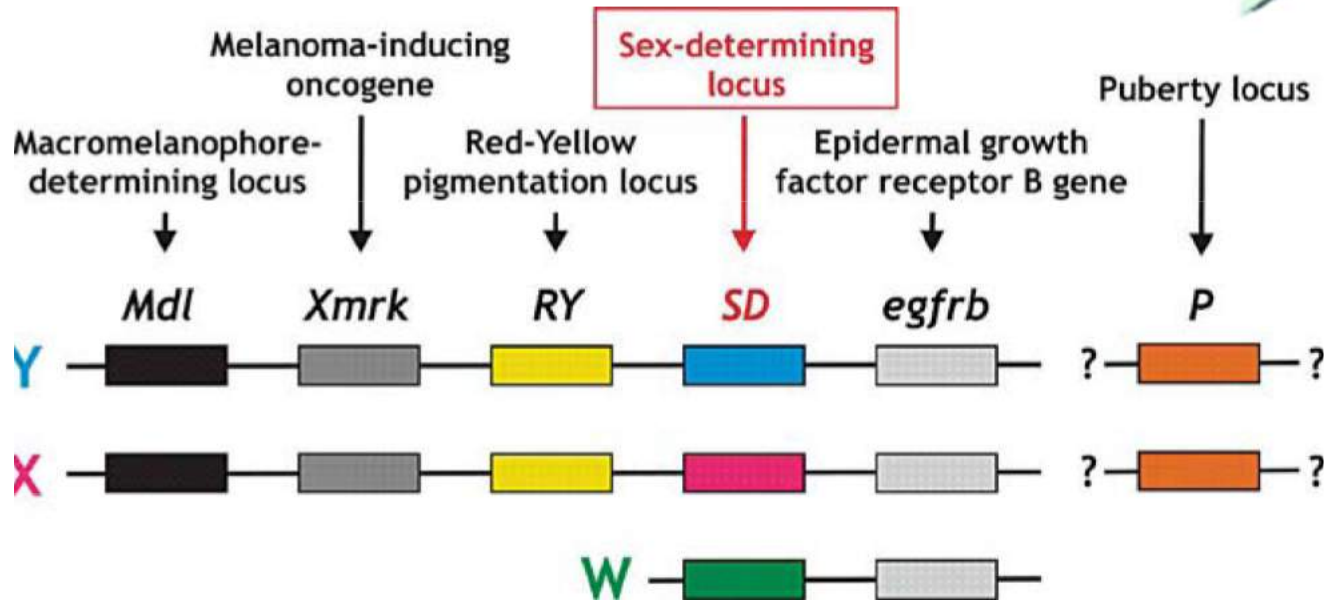 Melanoma-inducing
oncogene
Sex-determining
locus
Puberty locus
Macromelanophore-
determining locus
Red-Yellow
pigmentation locus
Epidermal growth
factor receptor B gene
Mdl Xmrk RY SD egfrb P
Y ? ?
X ? ?
W